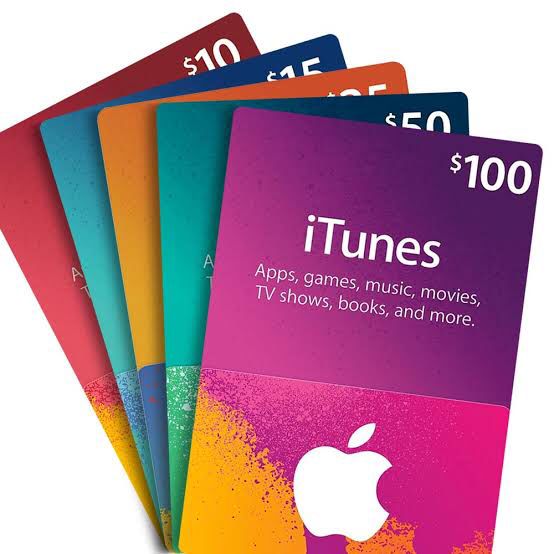 $10
$15
$25
$50
$100
iTunes
Apps, games, music, movies,
TV shows, books, and more.